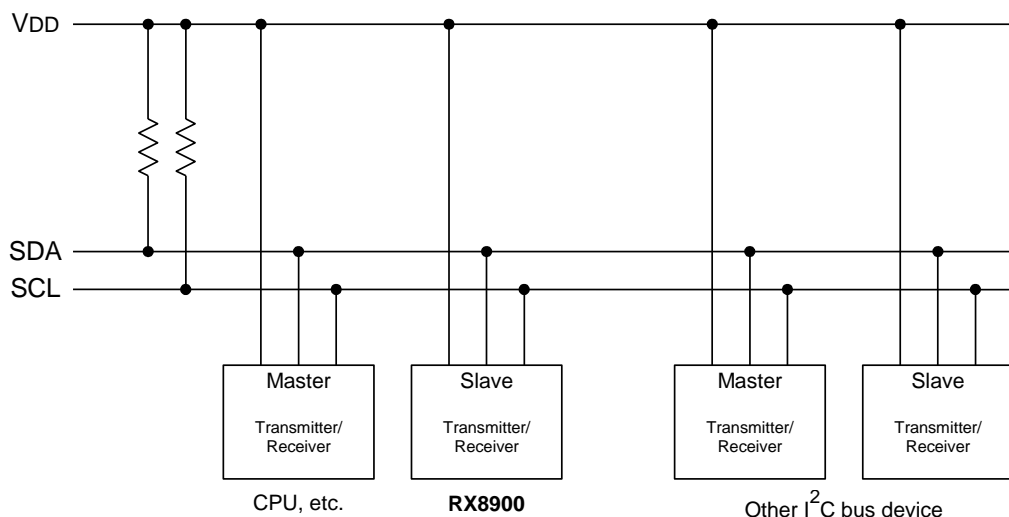 VDD
SDA
SCL
Master
Transmitter/
Receiver
CPU, etc.
Slave
Transmitter/
Receiver
RX8900
Master
Transmitter/
Receiver
Slave
Transmitter/
Receiver
Other I²C bus device